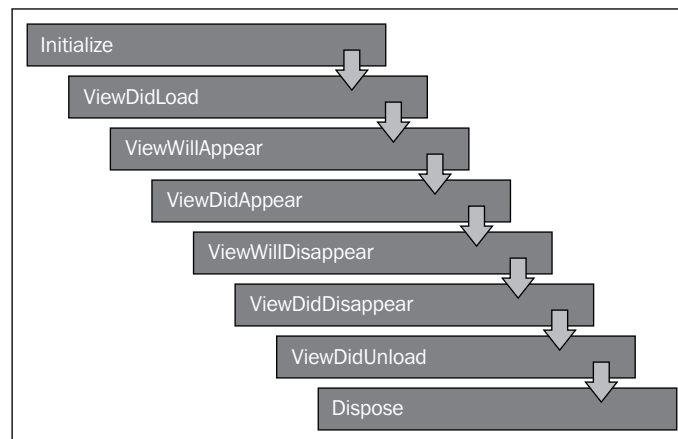 Initialize
ViewDidLoad
ViewWillAppear
ViewDidAppear
ViewWillDisappear
ViewDidDisappear
ViewDidUnload
Dispose